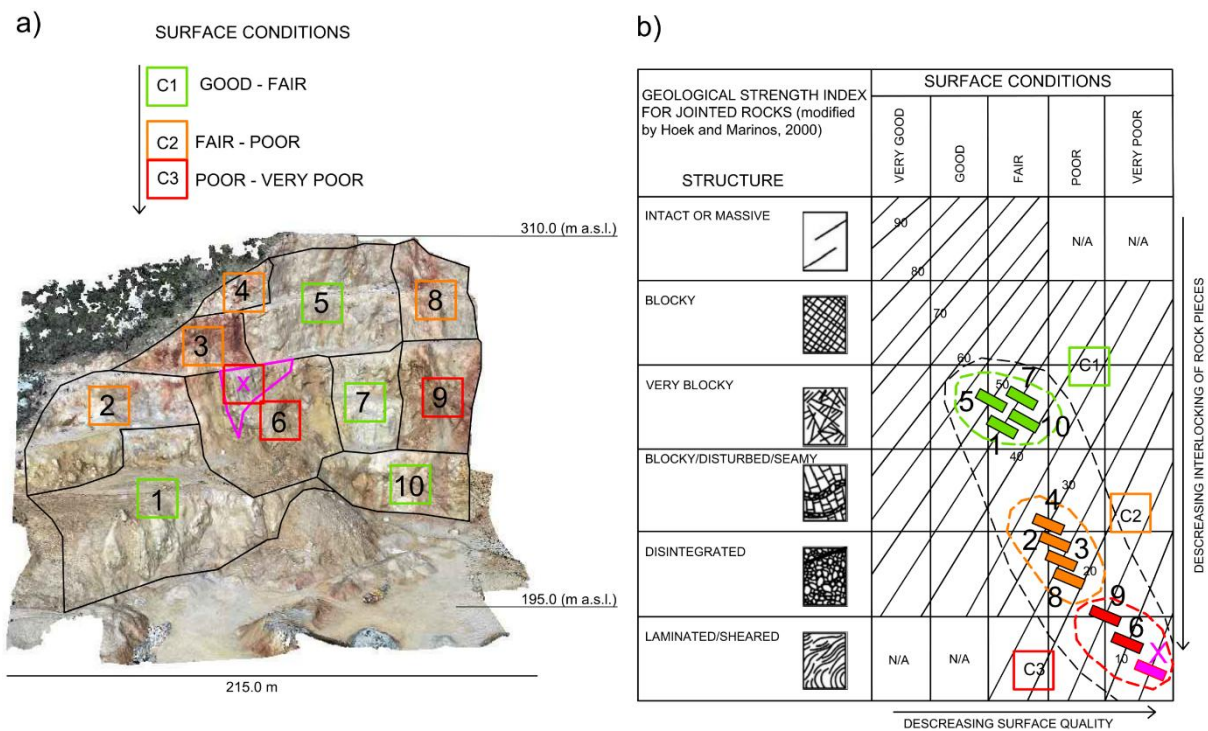 a)
SURFACE CONDITIONS
C1 GOOD - FAIR
C2 FAIR - POOR
C3 POOR - VERY POOR
310.0 (m a.s.l.)
4
5
8
3
X
2
6
7
9
1
10
195.0 (m a.s.l.)
215.0 m
b)
GEOLOGICAL STRENGTH INDEX
FOR JOINTED ROCKS (modified
by Hoek and Marinos, 2000)
STRUCTURE
SURFACE CONDITIONS
VERY GOOD
GOOD
FAIR
POOR
VERY POOR
INTACT OR MASSIVE
90
80
N/A
N/A
BLOCKY
70
60
C1
VERY BLOCKY
50
5
7
1
0
40
BLOCKY/DISTURBED/SEAMY
30
4
C2
DISINTEGRATED
2
3
20
8
9
LAMINATED/SHEARED
N/A
N/A
C3
6
10
X
DESCREASING INTERLOCKING OF ROCK PIECES
DESCREASING SURFACE QUALITY